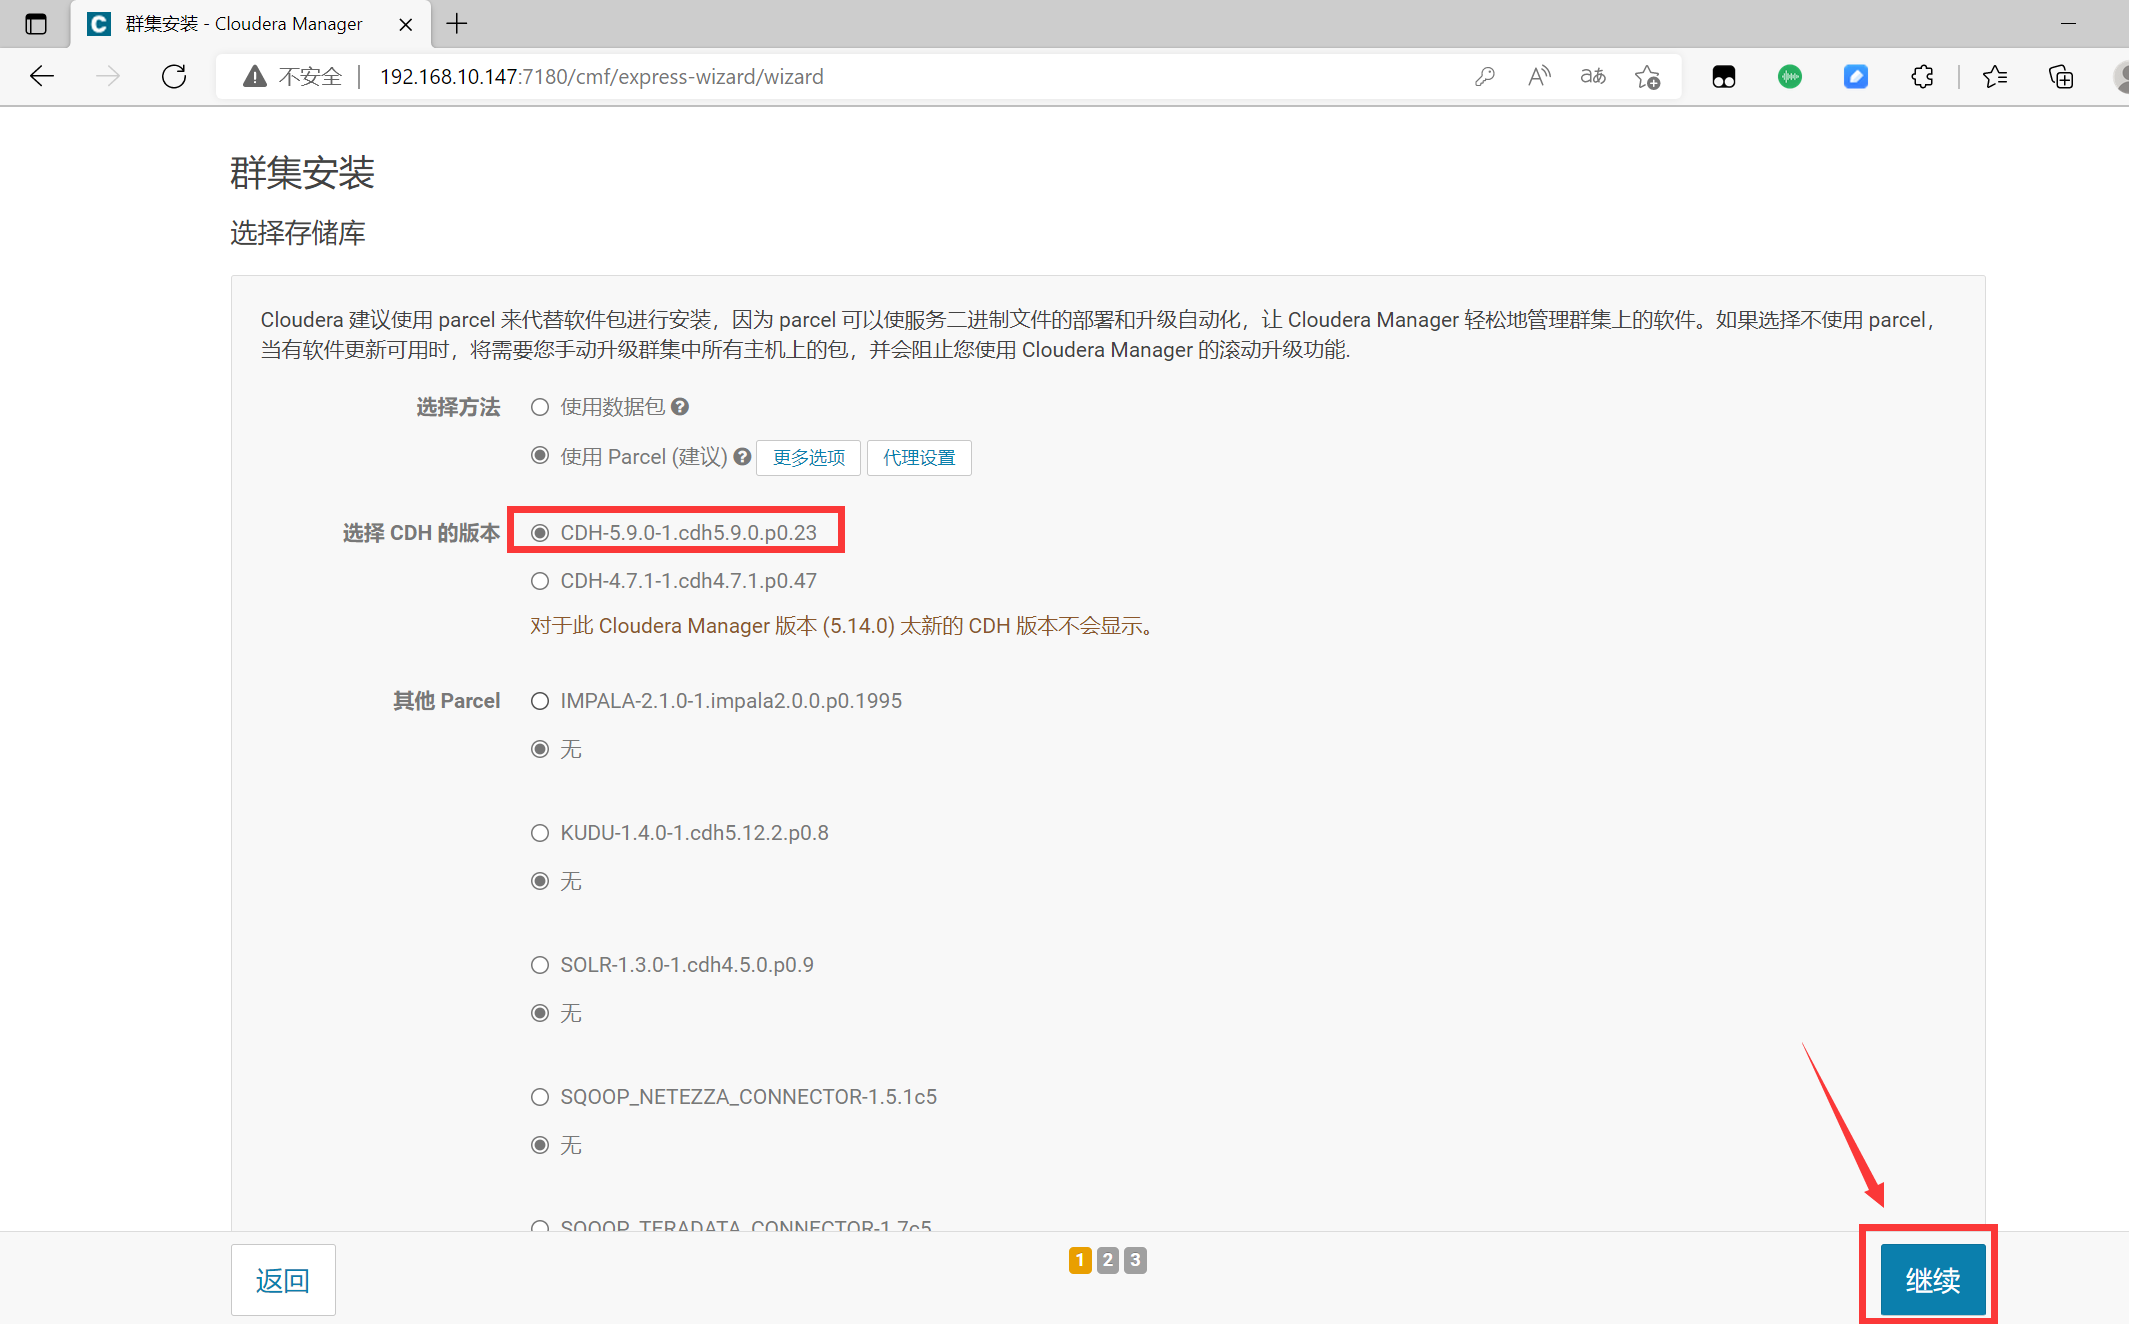 群集安装 - Cloudera Manager
不安全 | 192.168.10.147:7180/cmf/express-wizard/wizard
群集安装
选择存储库
Cloudera 建议使用 parcel 来代替软件包进行安装，因为 parcel 可以使服务二进制文件的部署和升级自动化，让 Cloudera Manager 轻松地管理群集上的软件。如果选择不使用 parcel，
当有软件更新可用时，将需要您手动升级群集中所有主机上的包，并会阻止您使用 Cloudera Manager 的滚动升级功能.
选择方法 使用数据包
使用 Parcel (建议) 更多选项 代理设置
选择 CDH 的版本 CDH-5.9.0-1.cdh5.9.0.p0.23
CDH-4.7.1-1.cdh4.7.1.p0.47
对于此 Cloudera Manager 版本 (5.14.0) 太新的 CDH 版本不会显示。
其他 Parcel IMPALA-2.1.0-1.impala2.0.0.p0.1995
无
KUDU-1.4.0-1.cdh5.12.2.p0.8
无
SOLR-1.3.0-1.cdh4.5.0.p0.9
无
SQOOP_NETEZZA_CONNECTOR-1.5.1c5
无
SQOOP_TERADATA_CONNECTOR-1.7c5
返回 1 2 3 继续